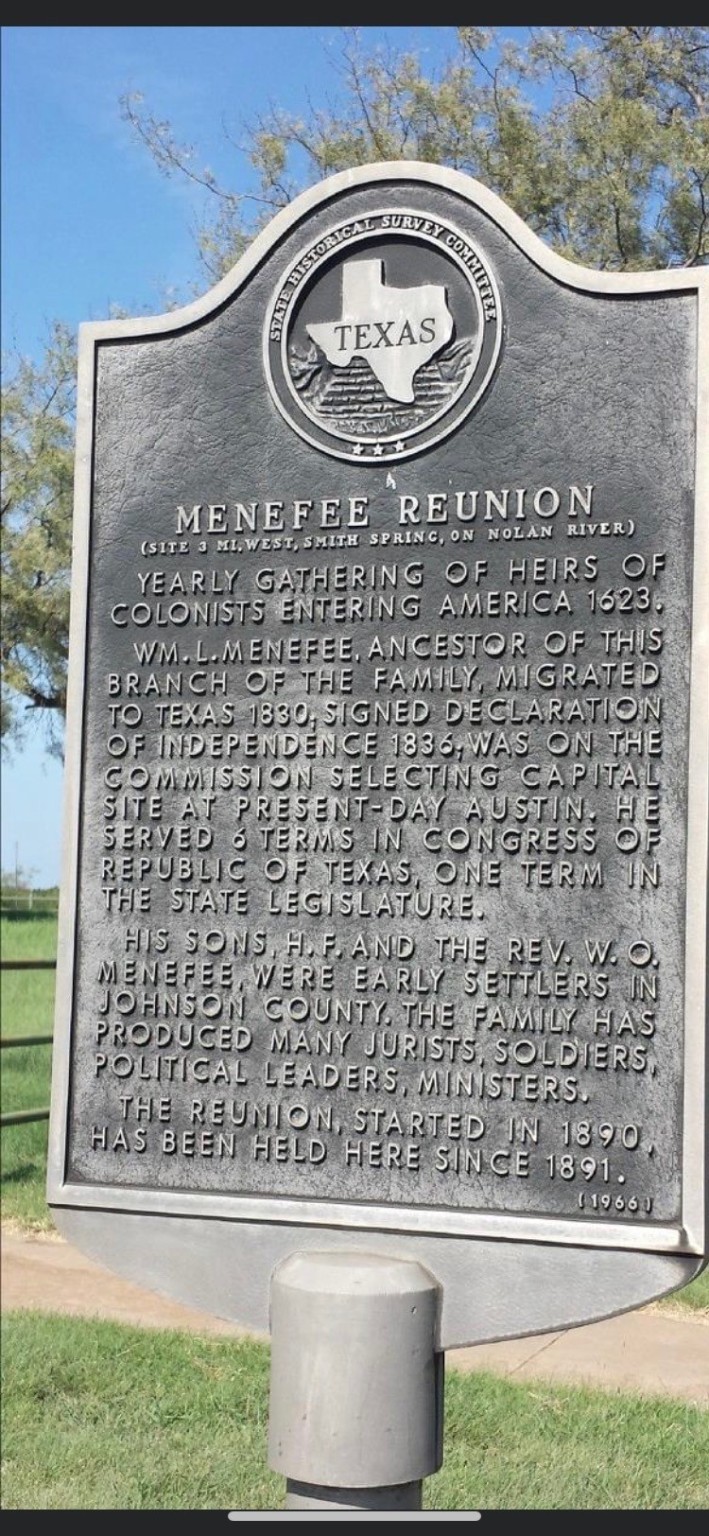 STATE HISTORICAL SURVEY COMMITTEE
TEXAS
MENEFEE REUNION
(SITE 3 MI. WEST, SMITH SPRING, ON NOLAN RIVER)
YEARLY GATHERING OF HEIRS OF
COLONISTS ENTERING AMERICA 1623.
WM. L. MENEFEE, ANCESTOR OF THIS
BRANCH OF THE FAMILY, MIGRATED
TO TEXAS 1830; SIGNED DECLARATION
OF INDEPENDENCE 1836; WAS ON THE
COMMISSION SELECTING CAPITAL
SITE AT PRESENT-DAY AUSTIN. HE
SERVED 6 TERMS IN CONGRESS OF
REPUBLIC OF TEXAS, ONE TERM IN
THE STATE LEGISLATURE.
HIS SONS, H. F. AND THE REV. W. O.
MENEFEE, WERE EARLY SETTLERS IN
JOHNSON COUNTY. THE FAMILY HAS
PRODUCED MANY JURISTS, SOLDIERS,
POLITICAL LEADERS, MINISTERS.
THE REUNION, STARTED IN 1890,
HAS BEEN HELD HERE SINCE 1891.
(1966)